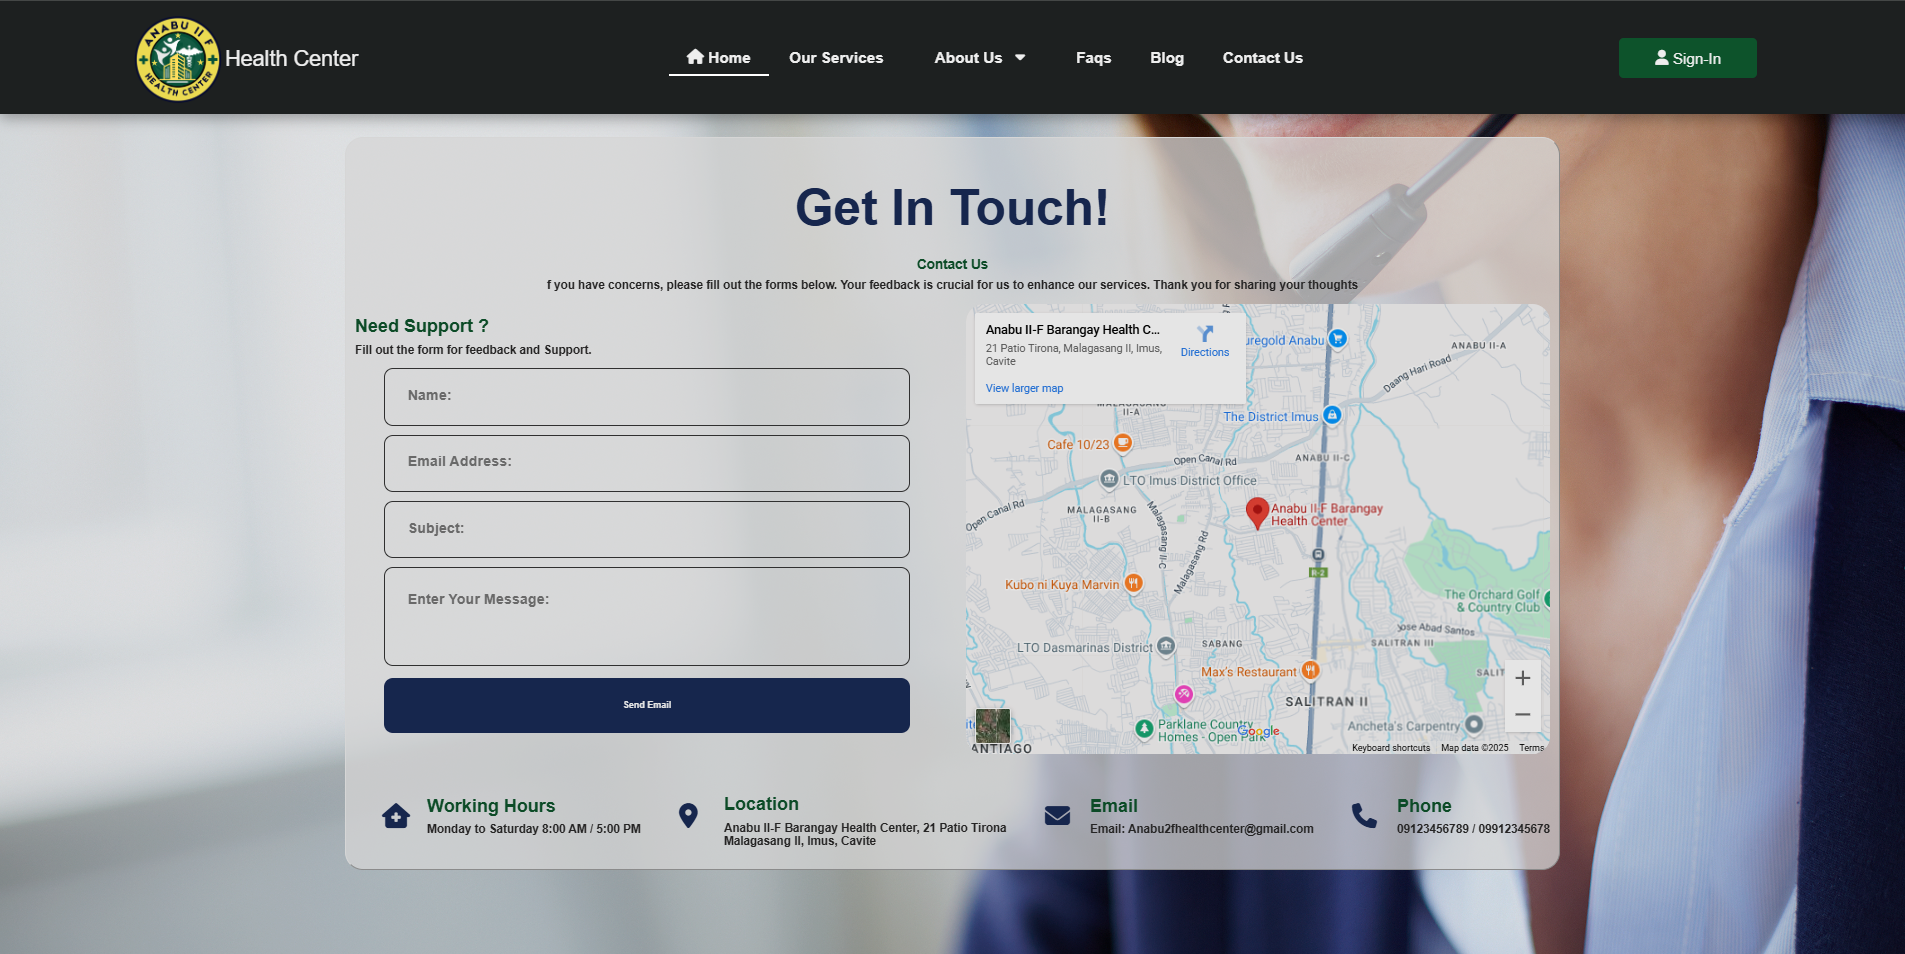 ANABU II F
HEALTH CENTER
Health Center
Home
Our Services
About Us
Faqs
Blog
Contact Us
Sign-In
Get In Touch!
Contact Us
f you have concerns, please fill out the forms below. Your feedback is crucial for us to enhance our services. Thank you for sharing your thoughts
Need Support ?
Fill out the form for feedback and Support.
Name:
Email Address:
Subject:
Enter Your Message:
Send Email
Anabu II-F Barangay Health C...
21 Patio Tirona, Malagasang II, Imus,
Cavite
Directions
View larger map
uregold Anabu
ANABU II-A
Daang Hari Road
MALAGASANG
II-A
The District Imus
Cafe 10/23
Open Canal Rd
ANABU II-C
LTO Imus District Office
Open Canal Rd
MALAGASANG
II-B
Malagasang II-C
Malagasang Rd
Anabu II-F Barangay
Health Center
N-2
Kubo ni Kuya Marvin
The Orchard Golf
& Country Club
Jose Abad Santos
SALITRAN III
SABANG
LTO Dasmarinas District
Max's Restaurant
SALIT
SALITRAN II
Parklane Country
Homes - Open Park
Ancheta's Carpentry
ite
ANTIAGO
Google
Keyboard shortcuts
Map data ©2025
Terms
Working Hours
Monday to Saturday 8:00 AM / 5:00 PM
Location
Anabu II-F Barangay Health Center, 21 Patio Tirona
Malagasang II, Imus, Cavite
Email
Email: Anabu2fhealthcenter@gmail.com
Phone
09123456789 / 09912345678